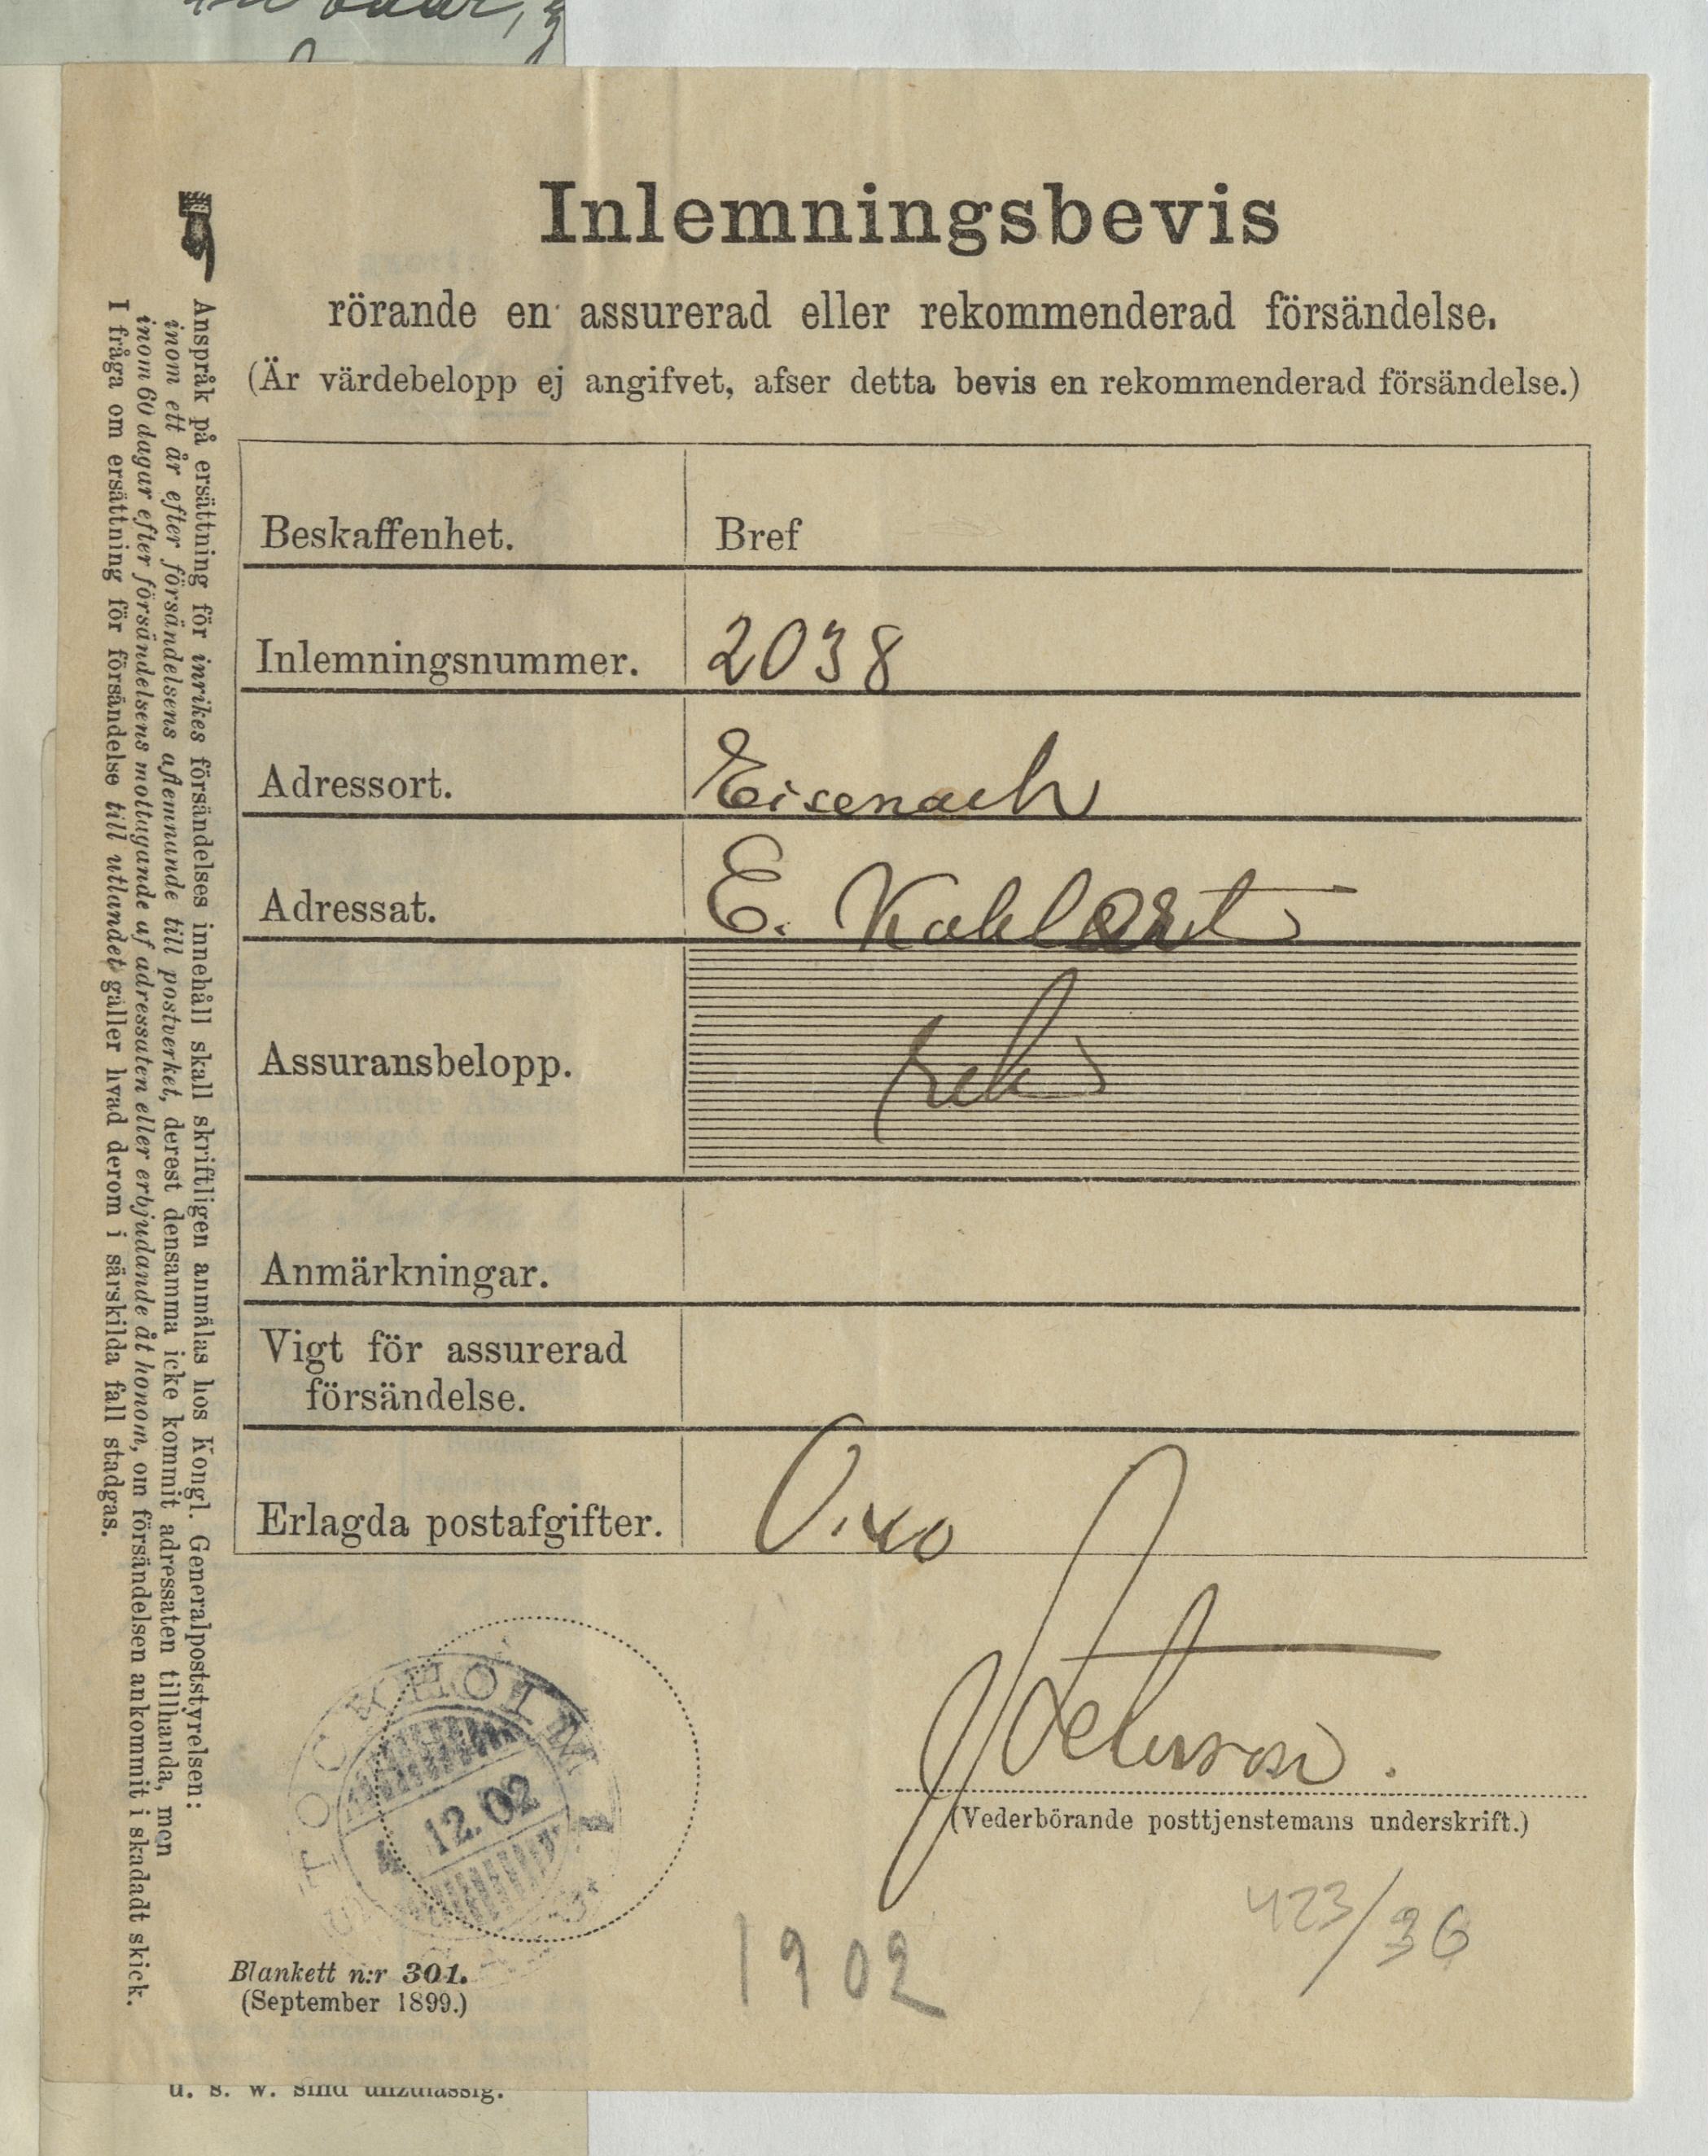 Inlemningsbevis
rörande en assurerad eller rekommenderad försändelse.
(Är värdebelopp ej angifvet, afser detta bevis en rekommenderad försändelse.)
Beskaffenhet. Bref
Inlemningsnummer. 2038
Adressort. Eisenach
Adressat. E. Kahlert
Assuransbelopp. rek
Anmärkningar.
Vigt för assurerad
försändelse.
Erlagda postafgifter. 0.40
STOCKHOLM 1
12.02
(Vederbörande posttjenstemans underskrift.)
423/36
1902
Blankett n:r 301.
(September 1899.)
Anspråk på ersättning för inrikes försändelses innehåll skall skriftligen anmälas hos Kongl. Generalpoststyrelsen:
inom ett år efter försändelsens aflemnande till postverket, derest densamma icke kommit adressaten tillhanda, men
inom 60 dagar efter försändelsens mottagande af adressaten eller erbjudande åt honom, om försändelsen ankommit i skadadt skick.
I fråga om ersättning för försändelse till utlandet gäller hvad derom i särskilda fall stadgas.
u. s. w. sind unzulässig.